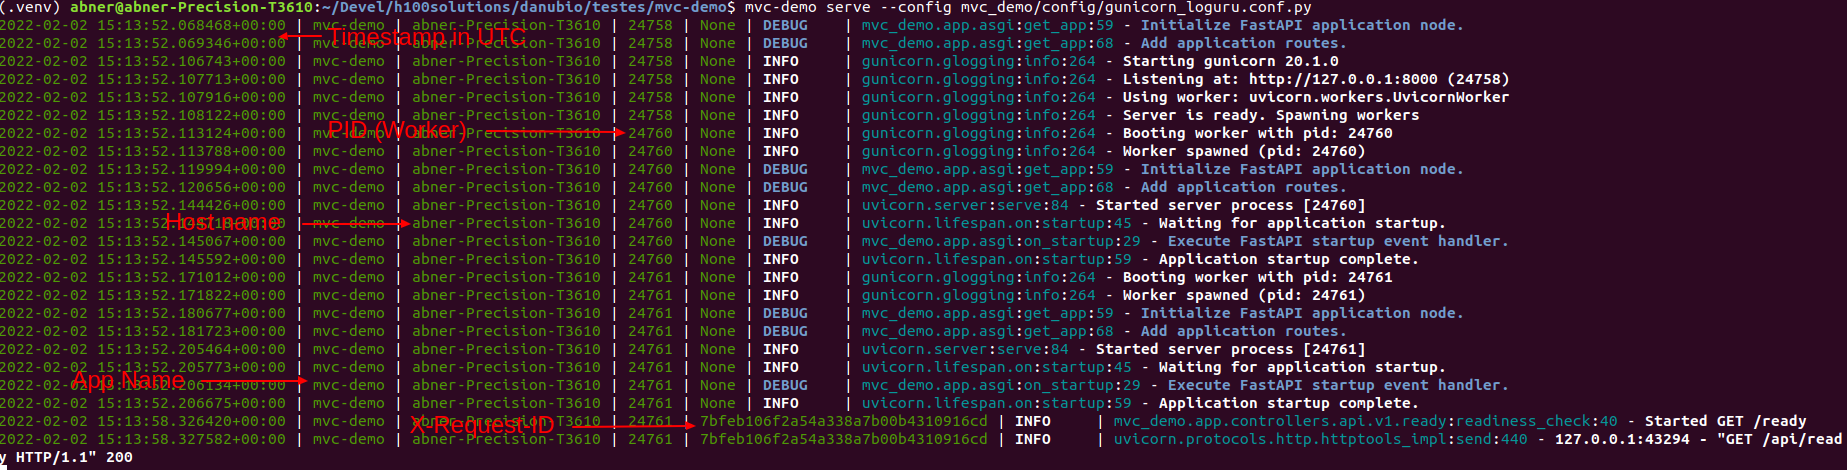 (.venv) abner@abner-Precision-T3610:~/Devel/h100solutions/danubio/testes/mvc-demo$ mvc-demo serve --config mvc_demo/config/gunicorn_loguru.conf.py
2022-02-02 15:13:52.068468+00:00 | mvc-demo | abner-Precision-T3610 | 24758 | None | DEBUG    | mvc_demo.app.asgi:get_app:59 - Initialize FastAPI application node.
Timestamp in UTC
2022-02-02 15:13:52.069346+00:00 | mvc-demo | abner-Precision-T3610 | 24758 | None | DEBUG    | mvc_demo.app.asgi:get_app:68 - Add application routes.
2022-02-02 15:13:52.106743+00:00 | mvc-demo | abner-Precision-T3610 | 24758 | None | INFO     | gunicorn.glogging:info:264 - Starting gunicorn 20.1.0
2022-02-02 15:13:52.107713+00:00 | mvc-demo | abner-Precision-T3610 | 24758 | None | INFO     | gunicorn.glogging:info:264 - Listening at: http://127.0.0.1:8000 (24758)
2022-02-02 15:13:52.107916+00:00 | mvc-demo | abner-Precision-T3610 | 24758 | None | INFO     | gunicorn.glogging:info:264 - Using worker: uvicorn.workers.UvicornWorker
2022-02-02 15:13:52.108122+00:00 | mvc-demo | abner-Precision-T3610 | 24758 | None | INFO     | gunicorn.glogging:info:264 - Server is ready. Spawning workers
2022-02-02 15:13:52.113124+00:00 | mvc-demo | abner-Precision-T3610 | 24760 | None | INFO     | gunicorn.glogging:info:264 - Booting worker with pid: 24760
PID (Worker)
2022-02-02 15:13:52.113788+00:00 | mvc-demo | abner-Precision-T3610 | 24760 | None | INFO     | gunicorn.glogging:info:264 - Worker spawned (pid: 24760)
2022-02-02 15:13:52.119994+00:00 | mvc-demo | abner-Precision-T3610 | 24760 | None | DEBUG    | mvc_demo.app.asgi:get_app:59 - Initialize FastAPI application node.
2022-02-02 15:13:52.120656+00:00 | mvc-demo | abner-Precision-T3610 | 24760 | None | DEBUG    | mvc_demo.app.asgi:get_app:68 - Add application routes.
2022-02-02 15:13:52.144426+00:00 | mvc-demo | abner-Precision-T3610 | 24760 | None | INFO     | uvicorn.server:serve:84 - Started server process [24760]
2022-02-02 | mvc-demo | abner-Precision-T3610 | 24760 | None | INFO     | uvicorn.lifespan.on:startup:45 - Waiting for application startup.
Host name
2022-02-02 15:13:52.145067+00:00 | mvc-demo | abner-Precision-T3610 | 24760 | None | DEBUG    | mvc_demo.app.asgi:on_startup:29 - Execute FastAPI startup event handler.
2022-02-02 15:13:52.145592+00:00 | mvc-demo | abner-Precision-T3610 | 24760 | None | INFO     | uvicorn.lifespan.on:startup:59 - Application startup complete.
2022-02-02 15:13:52.171012+00:00 | mvc-demo | abner-Precision-T3610 | 24761 | None | INFO     | gunicorn.glogging:info:264 - Booting worker with pid: 24761
2022-02-02 15:13:52.171822+00:00 | mvc-demo | abner-Precision-T3610 | 24761 | None | INFO     | gunicorn.glogging:info:264 - Worker spawned (pid: 24761)
2022-02-02 15:13:52.180677+00:00 | mvc-demo | abner-Precision-T3610 | 24761 | None | DEBUG    | mvc_demo.app.asgi:get_app:59 - Initialize FastAPI application node.
2022-02-02 15:13:52.181723+00:00 | mvc-demo | abner-Precision-T3610 | 24761 | None | DEBUG    | mvc_demo.app.asgi:get_app:68 - Add application routes.
2022-02-02 15:13:52.205464+00:00 | mvc-demo | abner-Precision-T3610 | 24761 | None | INFO     | uvicorn.server:serve:84 - Started server process [24761]
2022-02-02 15:13:52.205773+00:00 | mvc-demo | abner-Precision-T3610 | 24761 | None | INFO     | uvicorn.lifespan.on:startup:45 - Waiting for application startup.
2022-02-02 15:13:52.206134+00:00 | mvc-demo | abner-Precision-T3610 | 24761 | None | DEBUG    | mvc_demo.app.asgi:on_startup:29 - Execute FastAPI startup event handler.
App Name
2022-02-02 15:13:52.206675+00:00 | mvc-demo | abner-Precision-T3610 | 24761 | None | INFO     | uvicorn.lifespan.on:startup:59 - Application startup complete.
2022-02-02 15:13:58.326420+00:00 | mvc-demo | abner-Precision-T3610 | 24761 | 7bfeb106f2a54a338a7b00b4310916cd | INFO     | mvc_demo.app.controllers.api.v1.ready:readiness_check:40 - Started GET /ready
X-Request-ID
2022-02-02 15:13:58.327582+00:00 | mvc-demo | abner-Precision-T3610 | 24761 | 7bfeb106f2a54a338a7b00b4310916cd | INFO     | uvicorn.protocols.http.httptools_impl:send:440 - 127.0.0.1:43294 - "GET /api/read
y HTTP/1.1" 200